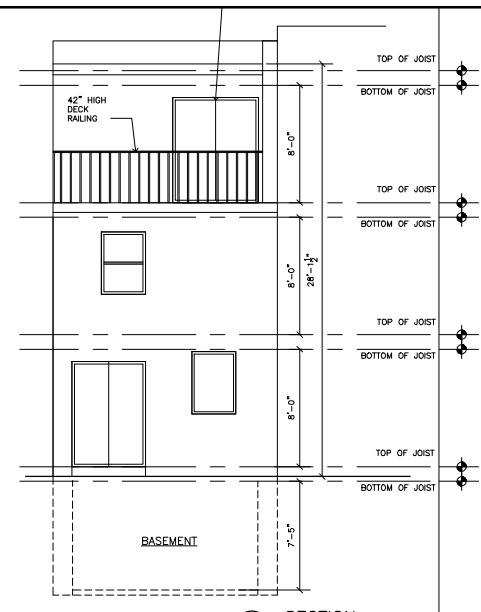 TOP OF JOIST
BOTTOM OF JOIST
42" HIGH
DECK
RAILING
8'-0"
TOP OF JOIST
BOTTOM OF JOIST
8'-0"
28'-1½"
TOP OF JOIST
BOTTOM OF JOIST
8'-0"
TOP OF JOIST
BOTTOM OF JOIST
7'-5"
BASEMENT
SECTION